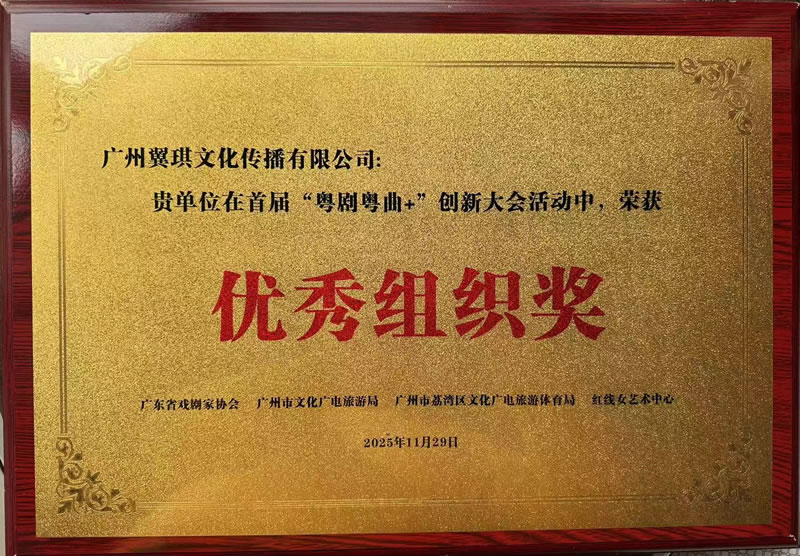 广州翼琪文化传播有限公司:
贵单位在首届“粤剧粤曲+”创新大会活动中，荣获
优秀组织奖
广东省戏剧家协会 广州市文化广电旅游局 广州市荔湾区文化广电旅游体育局 红线女艺术中心
2025年11月29日